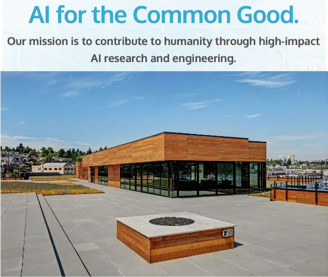 AI for the Common Good.
Our mission is to contribute to humanity through high-impact
AI research and engineering.